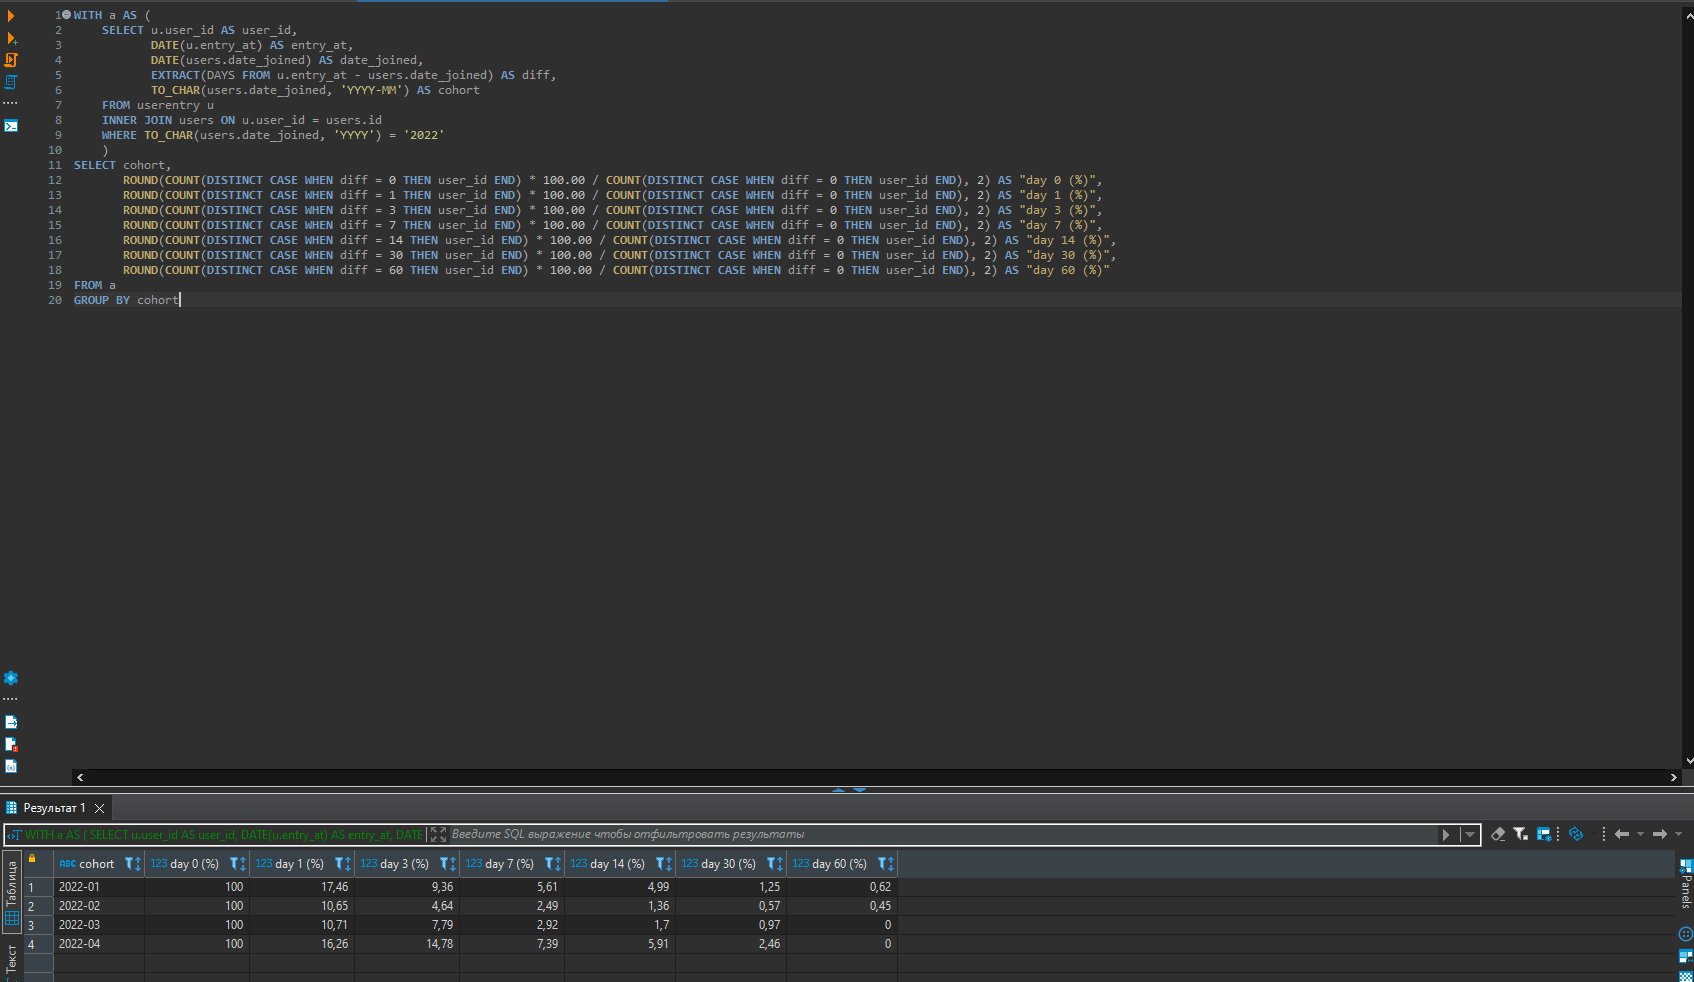 1 WITH a AS (
2 SELECT u.user_id AS user_id,
3 DATE(u.entry_at) AS entry_at,
4 DATE(users.date_joined) AS date_joined,
5 EXTRACT(DAYS FROM u.entry_at - users.date_joined) AS diff,
6 TO_CHAR(users.date_joined, 'YYYY-MM') AS cohort
7 FROM userentry u
8 INNER JOIN users ON u.user_id = users.id
9 WHERE TO_CHAR(users.date_joined, 'YYYY') = '2022'
10 )
11 SELECT cohort,
12 ROUND(COUNT(DISTINCT CASE WHEN diff = 0 THEN user_id END) * 100.00 / COUNT(DISTINCT CASE WHEN diff = 0 THEN user_id END), 2) AS "day 0 (%)",
13 ROUND(COUNT(DISTINCT CASE WHEN diff = 1 THEN user_id END) * 100.00 / COUNT(DISTINCT CASE WHEN diff = 0 THEN user_id END), 2) AS "day 1 (%)",
14 ROUND(COUNT(DISTINCT CASE WHEN diff = 3 THEN user_id END) * 100.00 / COUNT(DISTINCT CASE WHEN diff = 0 THEN user_id END), 2) AS "day 3 (%)",
15 ROUND(COUNT(DISTINCT CASE WHEN diff = 7 THEN user_id END) * 100.00 / COUNT(DISTINCT CASE WHEN diff = 0 THEN user_id END), 2) AS "day 7 (%)",
16 ROUND(COUNT(DISTINCT CASE WHEN diff = 14 THEN user_id END) * 100.00 / COUNT(DISTINCT CASE WHEN diff = 0 THEN user_id END), 2) AS "day 14 (%)",
17 ROUND(COUNT(DISTINCT CASE WHEN diff = 30 THEN user_id END) * 100.00 / COUNT(DISTINCT CASE WHEN diff = 0 THEN user_id END), 2) AS "day 30 (%)",
18 ROUND(COUNT(DISTINCT CASE WHEN diff = 60 THEN user_id END) * 100.00 / COUNT(DISTINCT CASE WHEN diff = 0 THEN user_id END), 2) AS "day 60 (%)"
19 FROM a
20 GROUP BY cohort
Результат 1
WITH a AS ( SELECT u.user_id AS user_id, DATE(u.entry_at) AS entry_at, DATE Введите SQL выражение чтобы отфильтровать результаты
ABC cohort 123 day 0 (%) 123 day 1 (%) 123 day 3 (%) 123 day 7 (%) 123 day 14 (%) 123 day 30 (%) 123 day 60 (%)
1 2022-01 100 17,46 9,36 5,61 4,99 1,25 0,62
2 2022-02 100 10,65 4,64 2,49 1,36 0,57 0,45
3 2022-03 100 10,71 7,79 2,92 1,7 0,97 0
4 2022-04 100 16,26 14,78 7,39 5,91 2,46 0
Таблица
Текст
Panels